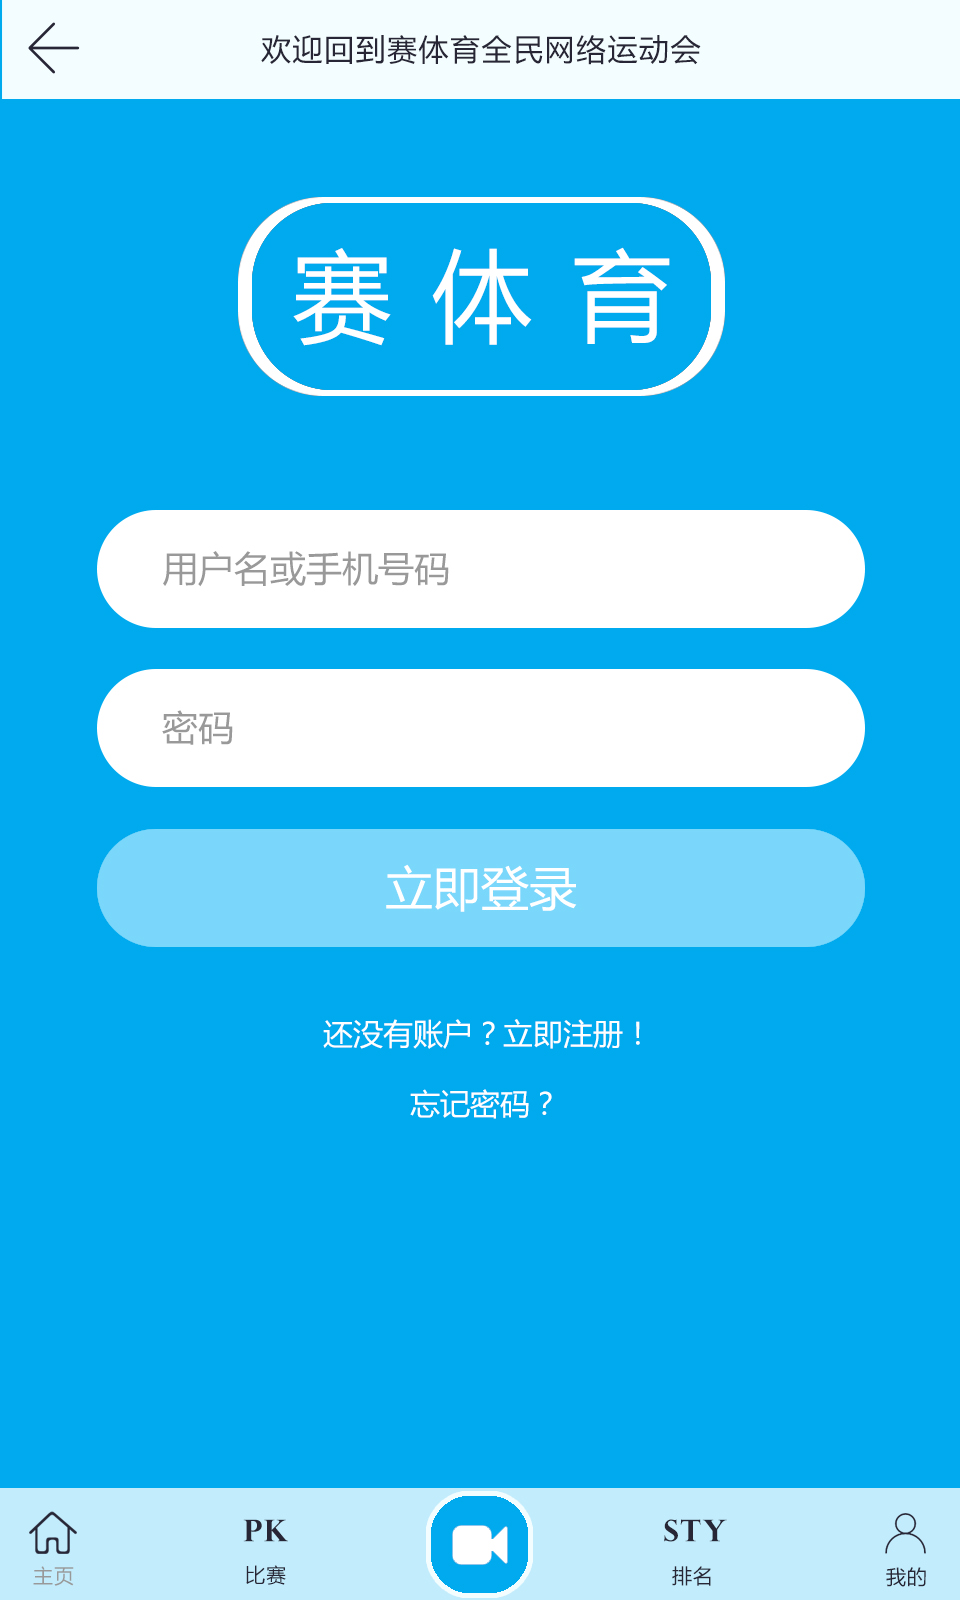 欢迎回到赛体育全民网络运动会
赛体育
用户名或手机号码
密码
立即登录
还没有账户？立即注册！
忘记密码？
PK
STY
主页
比赛
排名
我的